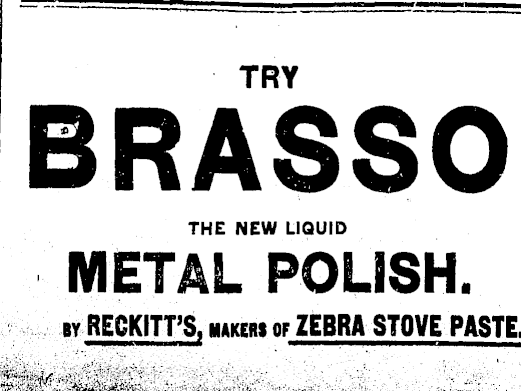 TRY
BRASSO
THE NEW LIQUID
METAL POLISH.
BY RECKITT'S, MAKERS OF ZEBRA STOVE PASTE.